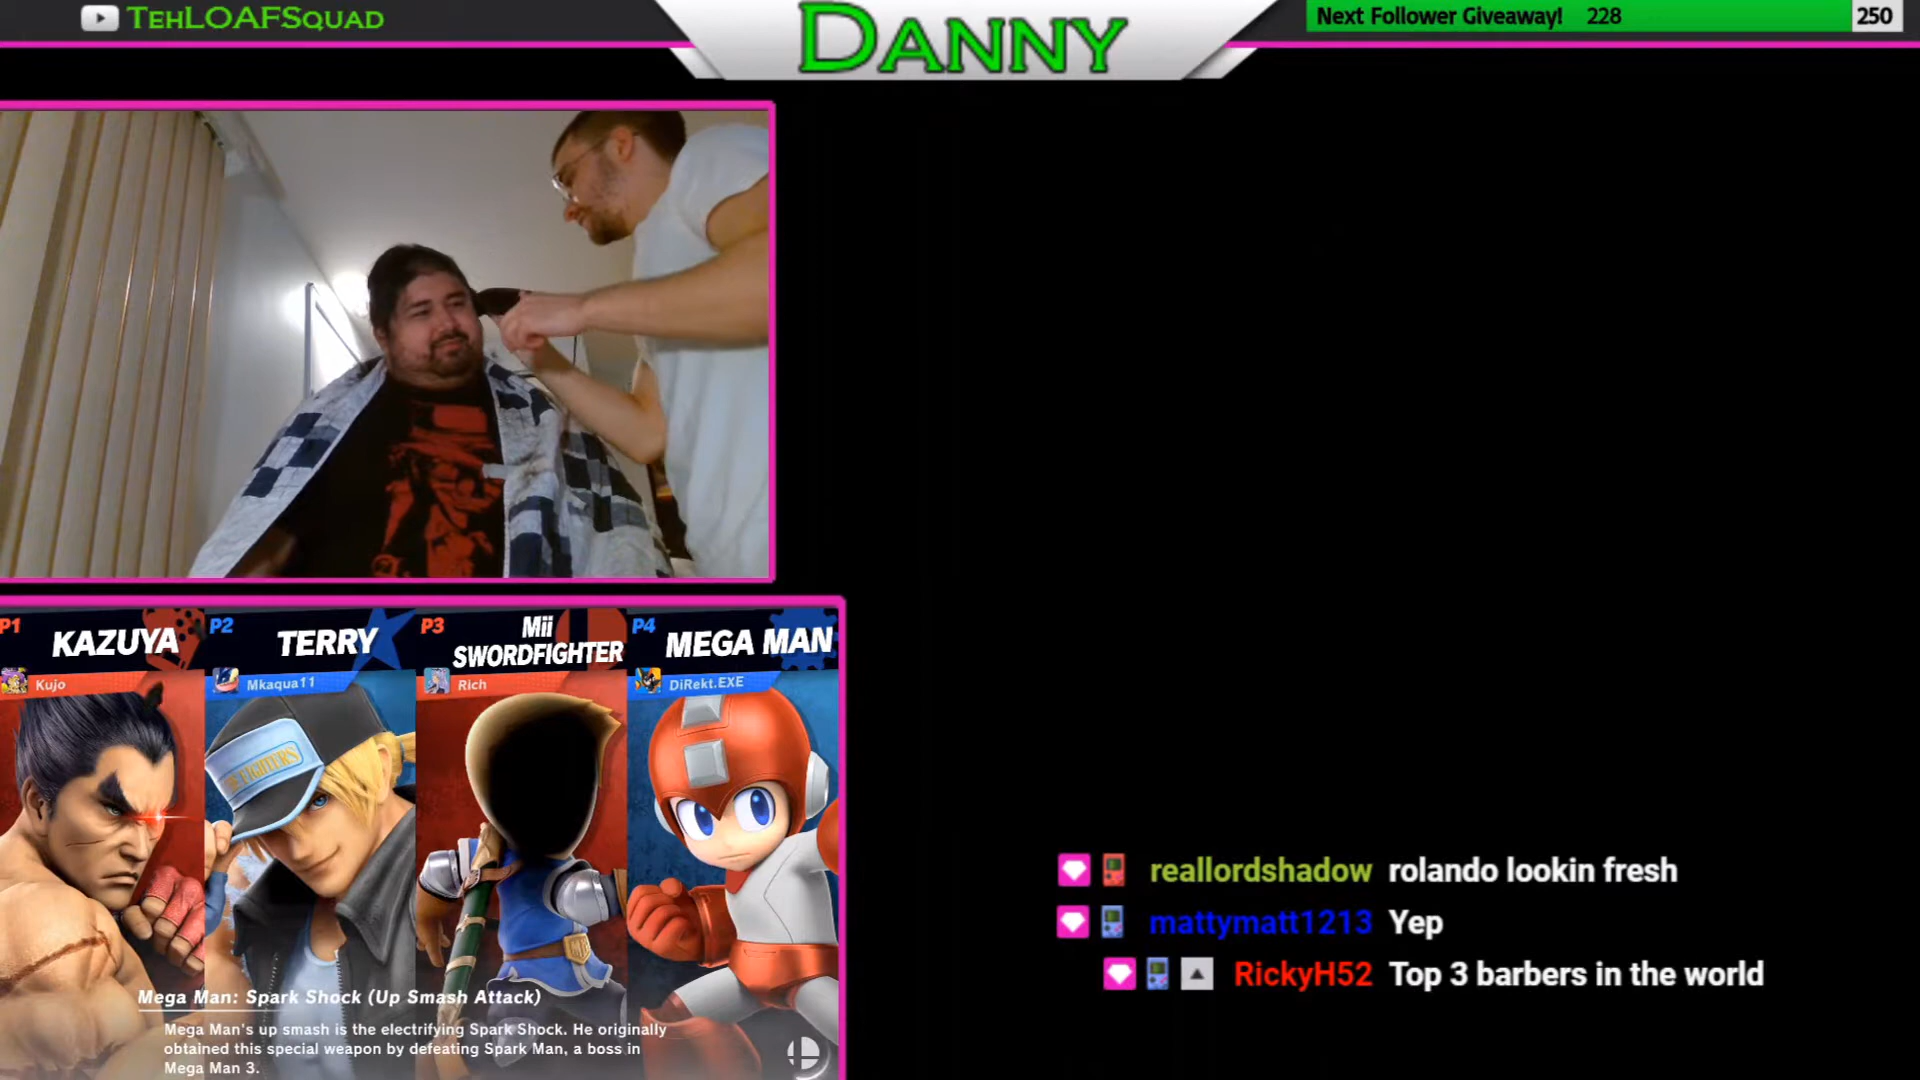 TehLOAFSquad
Danny
Next Follower Giveaway! 228 250
P1 KAZUYA
Kujo
P2 TERRY
Mkaqua11
P3 Mii
SWORDFIGHTER
Rich
P4 MEGA MAN
DiRekt.EXE
Mega Man: Spark Shock (Up Smash Attack)
Mega Man's up smash is the electrifying Spark Shock. He originally
obtained this special weapon by defeating Spark Man, a boss in
Mega Man 3.
reallordshadow rolando lookin fresh
mattymatt1213 Yep
RickyH52 Top 3 barbers in the world